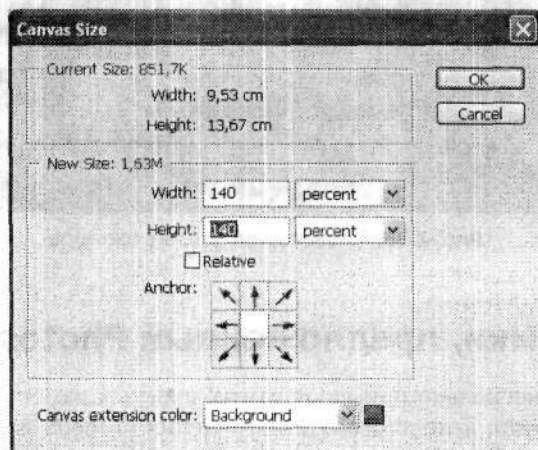 Canvas Size
Current Size: 851,7K
OK
Width: 9,53 cm
Cancel
Height: 13,67 cm
New Size: 1,63M
Width: 140 percent
Height: 140 percent
Relative
Anchor:
Canvas extension color: Background